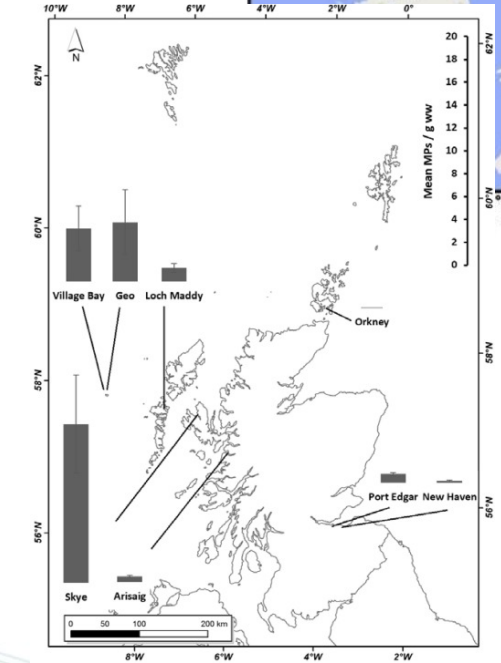 10°W 8°W 6°W 4°W 2°W 0°
N
62°N
62°N
20
18
16
14
12
10
8
6
4
2
0
Mean MPs / g ww
60°N
60°N
Village Bay Geo Loch Maddy
Orkney
58°N
58°N
Port Edgar New Haven
56°N
56°N
Skye Arisaig
0 50 100 200 km
8°W 6°W 4°W 2°W